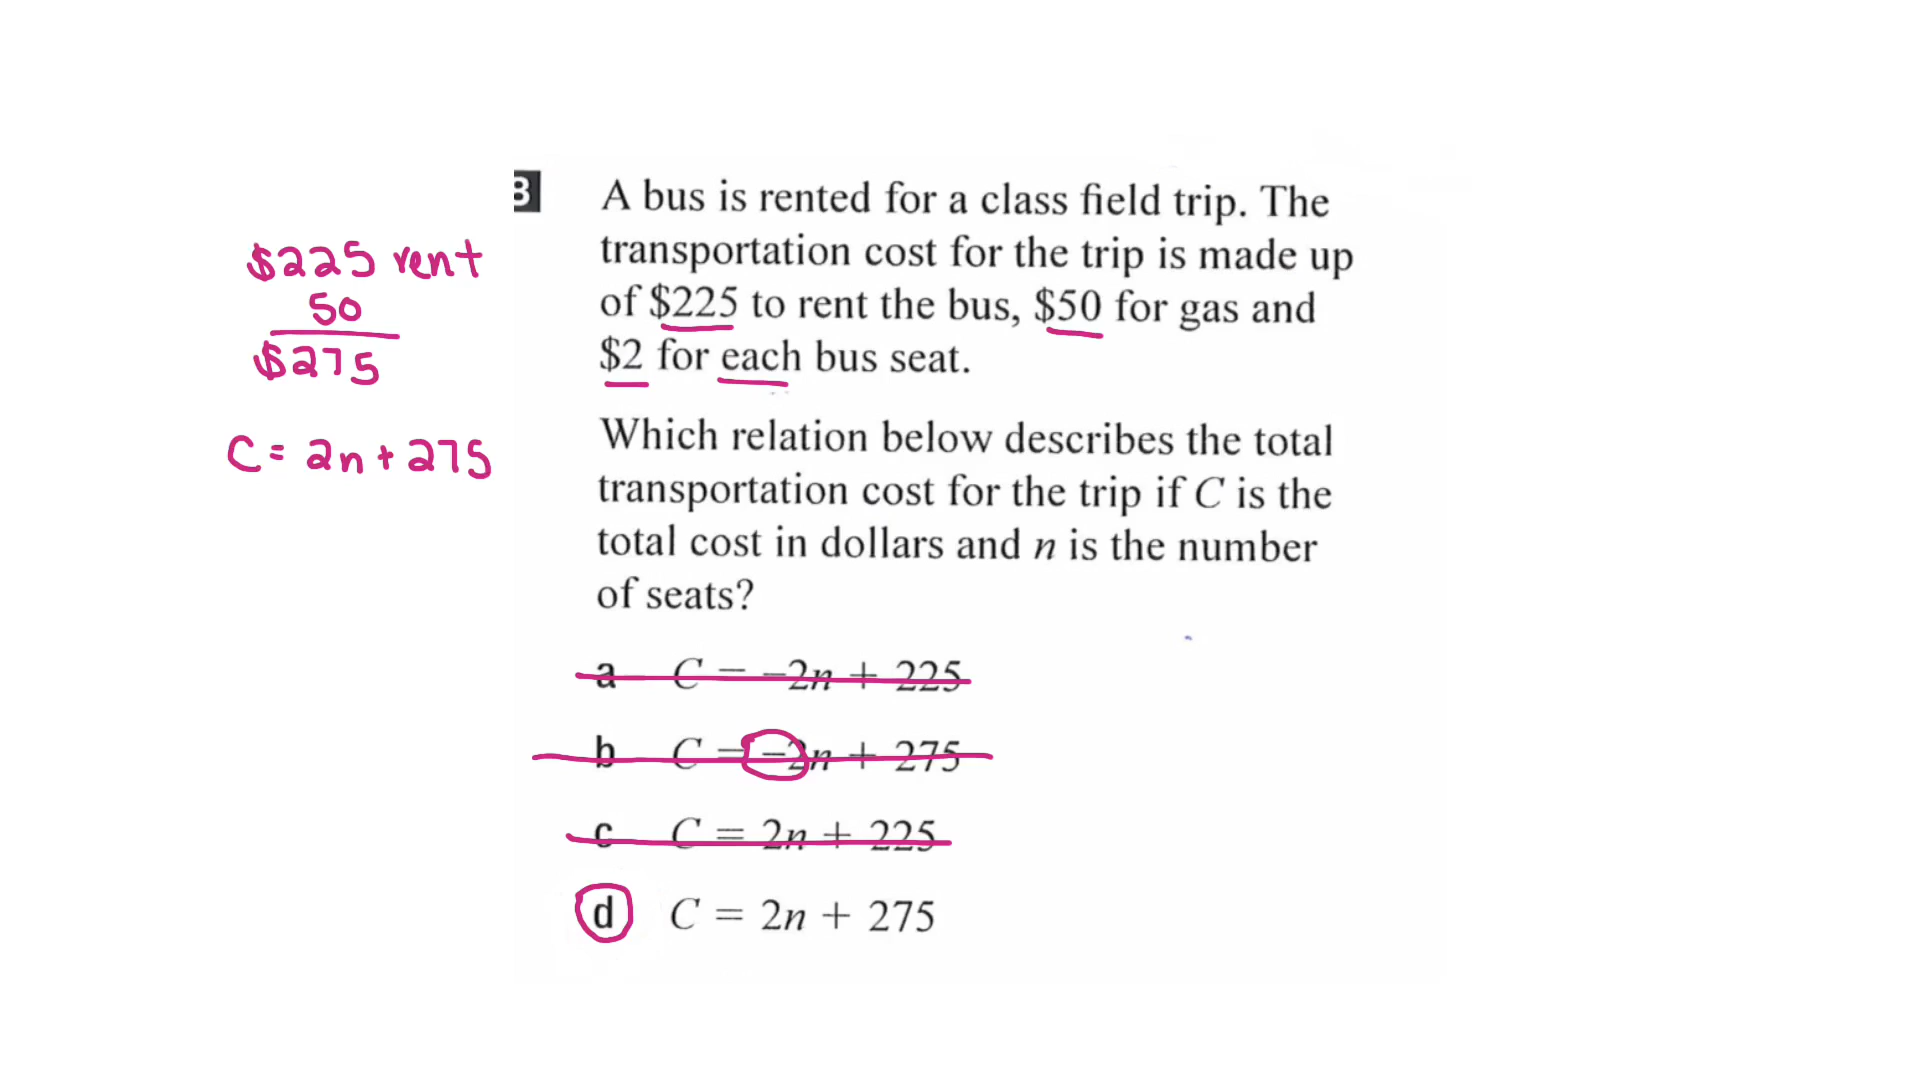 3 A bus is rented for a class field trip. The
transportation cost for the trip is made up
of $225 to rent the bus, $50 for gas and
$2 for each bus seat.
$225 rent
50
$275
C = 2n + 275
Which relation below describes the total
transportation cost for the trip if C is the
total cost in dollars and n is the number
of seats?
a C = −2n + 225
b C = −2n + 275
c C = 2n + 225
d C = 2n + 275